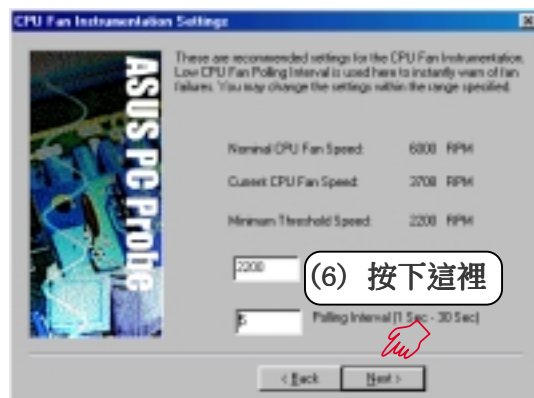 CPU Fan Instrumentation Settings
ASUS PC Probe
These are recommended settings for the CPU Fan Instrumentation.
Low CPU Fan Polling Interval is used here to instantly warn of fan
failures. You may change the settings within the range specified.
Nominal CPU Fan Speed: 6000 RPM
Current CPU Fan Speed: 3708 RPM
Minimum Threshold Speed: 2200 RPM
2200
(6) 按下這裡
5 Polling Interval (1 Sec - 30 Sec)
< Back Next >